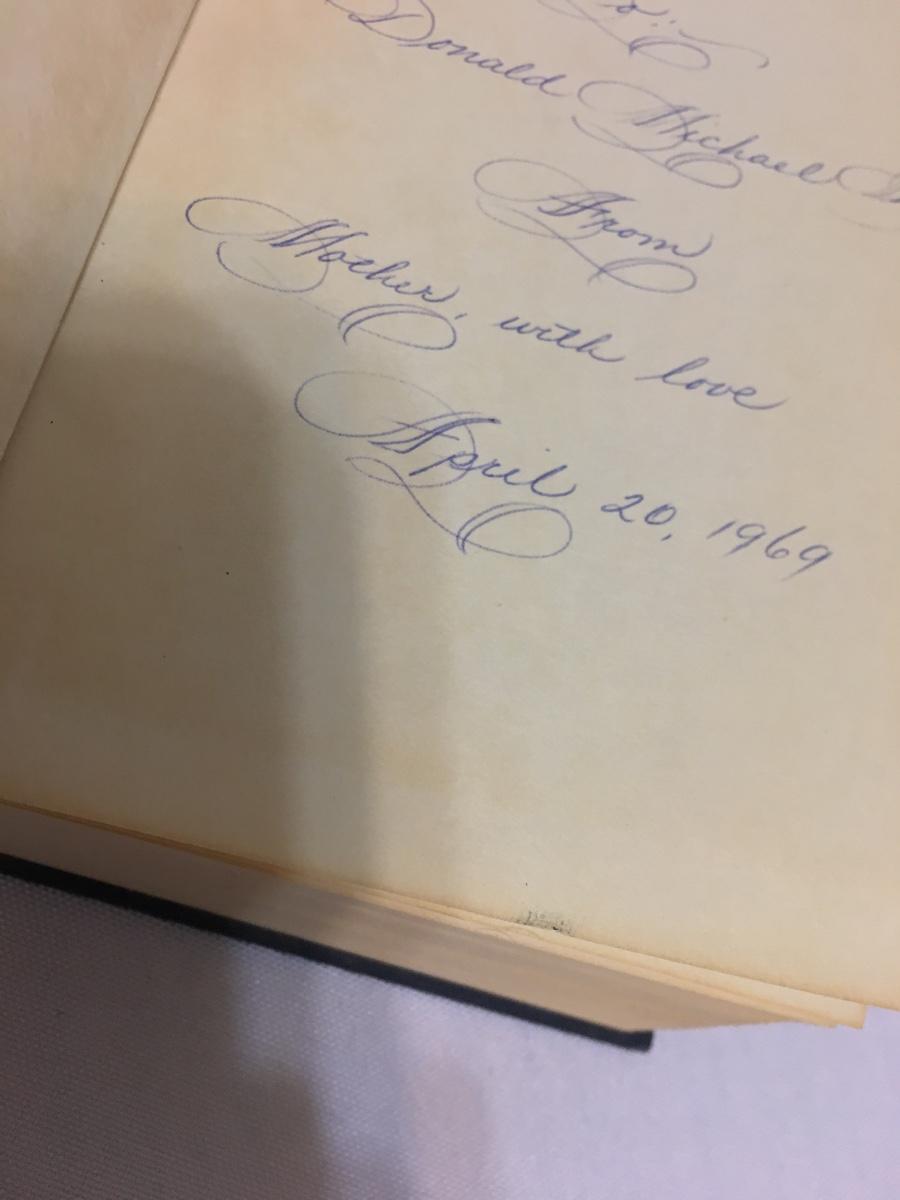 Donald Michael
From
Mother, with love
April 20, 1969